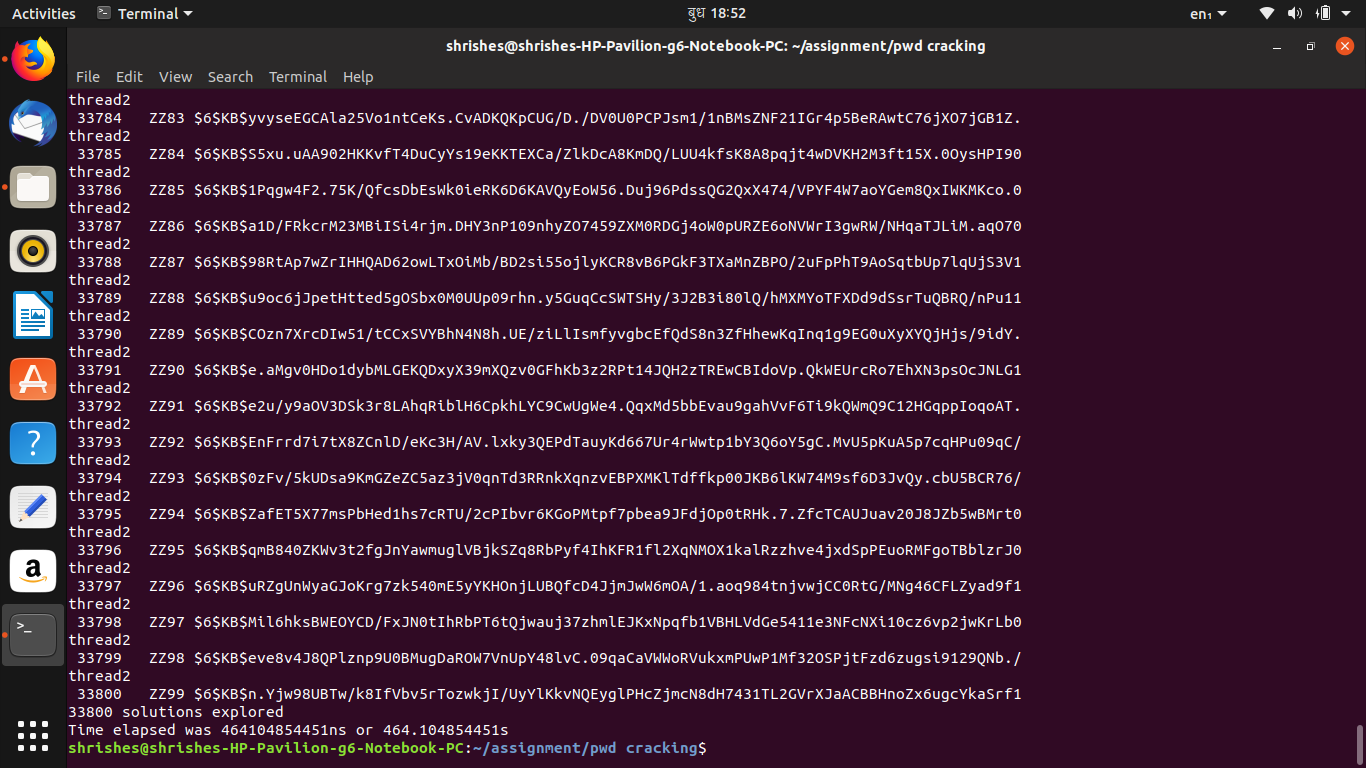 Activities Terminal बुध 18:52 en₁
shrishes@shrishes-HP-Pavilion-g6-Notebook-PC: ~/assignment/pwd cracking
File Edit View Search Terminal Help
thread2
33784 ZZ83 $6$KB$yvyseEGCAla25Vo1ntCeKs.CvADKQKpCUG/D./DV0U0PCPJsm1/1nBMsZNF21IGr4p5BeRAwtC76jXO7jGB1Z.
thread2
33785 ZZ84 $6$KB$S5xu.uAA902HKKvfT4DuCyYs19eKKTEXCa/ZlkDcA8KmDQ/LUU4kfsK8A8pqjt4wDVKH2M3ft15X.0OysHPI90
thread2
33786 ZZ85 $6$KB$1Pqgw4F2.75K/QfcsDbEsWk0ieRK6D6KAVQyEoW56.Duj96PdssQG2QxX474/VPYF4W7aoYGem8QxIWKMKco.0
thread2
33787 ZZ86 $6$KB$a1D/FRkcrM23MBiISi4rjm.DHY3nP109nhyZO7459ZXM0RDGj4oW0pURZE6oNVWrI3gwRW/NHqaTJLiM.aqO70
thread2
33788 ZZ87 $6$KB$98RtAp7wZrIHHQAD62owLTxOiMb/BD2si55ojlyKCR8vB6PGkF3TXaMnZBPO/2uFpPhT9AoSqtbUp7lqUjS3V1
thread2
33789 ZZ88 $6$KB$u9oc6jJpetHtted5gOSbx0M0UUp09rhn.y5GuqCcSWTSHy/3J2B3i80lQ/hMXMYoTFXDd9dSsrTuQBRQ/nPu11
thread2
33790 ZZ89 $6$KB$COzn7XrcDIw51/tCCxSVYBhN4N8h.UE/ziLlIsmfyvgbcEfQdS8n3ZfHhewKqInq1g9EG0uXyXYQjHjs/9idY.
thread2
33791 ZZ90 $6$KB$e.aMgv0HDo1dybMLGEKQDxyX39mXQzv0GFhKb3z2RPt14JQH2zTREwCBIdoVp.QkWEUrcRo7EhXN3psOcJNLG1
thread2
33792 ZZ91 $6$KB$e2u/y9aOV3DSk3r8LAhqRiblH6CpkhLYC9CwUgWe4.QqxMd5bbEvau9gahVvF6Ti9kQWmQ9C12HGqppIoqoAT.
thread2
33793 ZZ92 $6$KB$EnFrrd7i7tX8ZCnlD/eKc3H/AV.lxky3QEPdTauyKd667Ur4rWwtp1bY3Q6oY5gC.MvU5pKuA5p7cqHPu09qC/
thread2
33794 ZZ93 $6$KB$0zFv/5kUDsa9KmGZeZC5az3jV0qnTd3RRnkXqnzvEBPXMKlTdffkp00JKB6lKW74M9sf6D3JvQy.cbU5BCR76/
thread2
33795 ZZ94 $6$KB$ZafET5X77msPbHed1hs7cRTU/2cPIbvr6KGoPMtpf7pbea9JFdjOp0tRHk.7.ZfcTCAUJuav20J8JZb5wBMrt0
thread2
33796 ZZ95 $6$KB$qmB840ZKWv3t2fgJnYawmuglVBjkSZq8RbPyf4IhKFR1fl2XqNMOX1kalRzzhve4jxdSpPEuoRMFgoTBblzrJ0
thread2
33797 ZZ96 $6$KB$uRZgUnWyaGJoKrg7zk540mE5yYKHOnjLUBQfcD4JjmJwW6mOA/1.aoq984tnjvwjCC0RtG/MNg46CFLZyad9f1
thread2
33798 ZZ97 $6$KB$Mil6hksBWEOYCD/FxJN0tIhRbPT6tQjwauj37zhmlEJKxNpqfb1VBHLVdGe5411e3NFcNXi10cz6vp2jwKrLb0
thread2
33799 ZZ98 $6$KB$eve8v4J8QPlznp9U0BMugDaROW7VnUpY48lvC.09qaCaVWWoRVukxmPUwP1Mf32OSPjtFzd6zugsi9129QNb./
thread2
33800 ZZ99 $6$KB$n.Yjw98UBTw/k8IfVbv5rTozwkjI/UyYlKkvNQEyglPHcZjmcN8dH7431TL2GVrXJaACBBHnoZx6ugcYkaSrf1
33800 solutions explored
Time elapsed was 464104854451ns or 464.104854451s
shrishes@shrishes-HP-Pavilion-g6-Notebook-PC:~/assignment/pwd cracking$